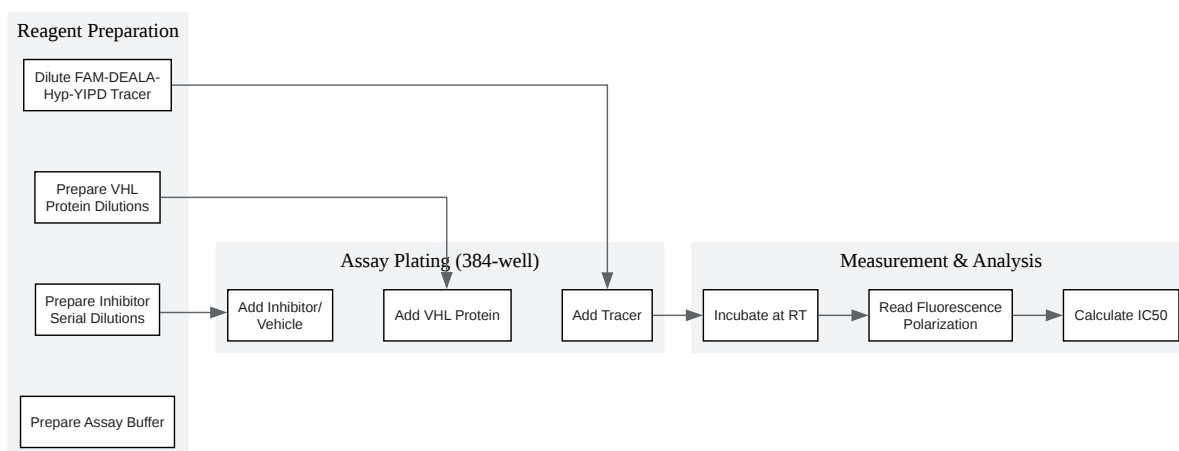 Reagent Preparation
Dilute FAM-DEALA-
Hyp-YIPD Tracer
Prepare VHL
Protein Dilutions
Prepare Inhibitor
Serial Dilutions
Prepare Assay Buffer
Assay Plating (384-well)
Add Inhibitor/
Vehicle
Add VHL Protein
Add Tracer
Measurement & Analysis
Incubate at RT
Read Fluorescence
Polarization
Calculate IC50